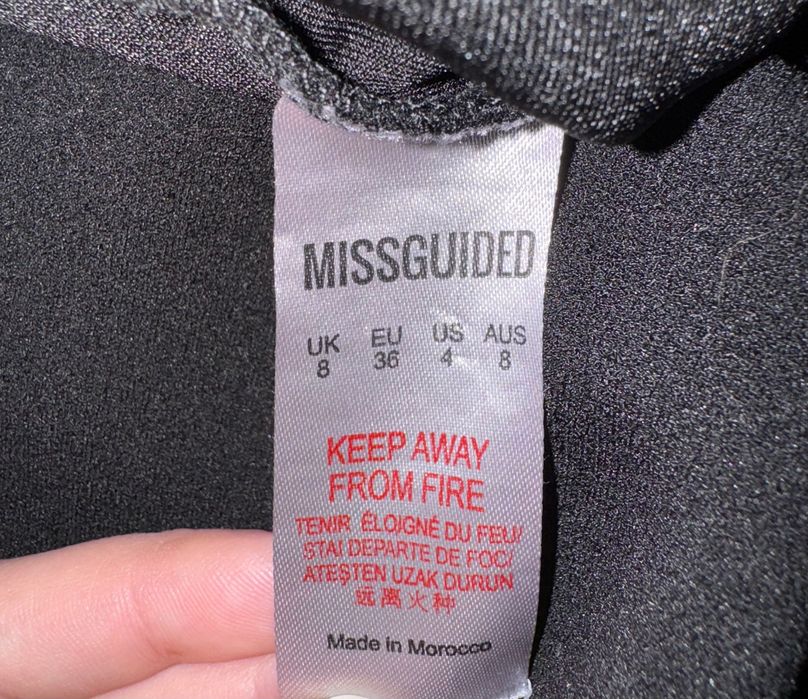 MISSGUIDED
UK EU US AUS
8 36 4 8
KEEP AWAY
FROM FIRE
TENIR ÉLOIGNÉ DU FEU/
STAI DEPARTE DE FOC/
ATEŞTEN UZAK DURUN
远离火种
Made in Morocco